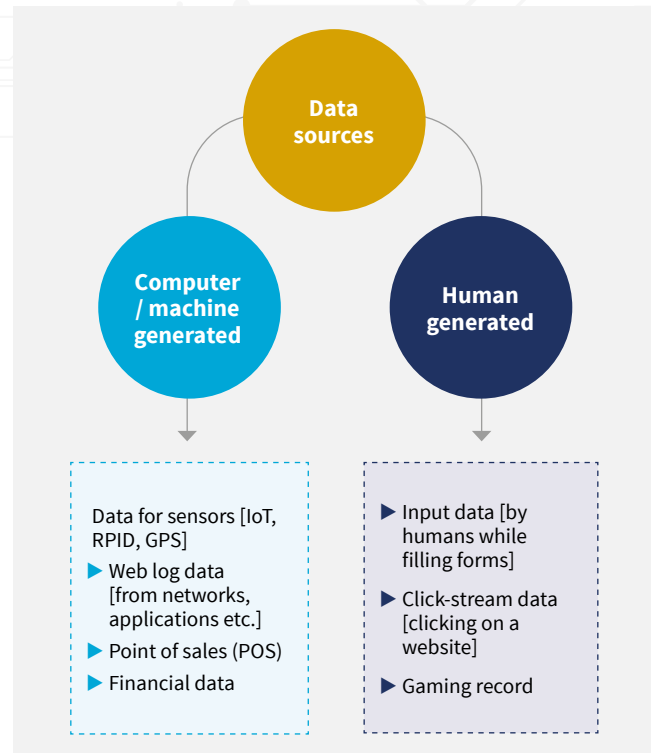 Data
sources
Computer
/ machine
generated
Human
generated
Data for sensors [IoT,
RPID, GPS]
▶ Web log data
[from networks,
applications etc.]
▶ Point of sales (POS)
▶ Financial data
▶ Input data [by
humans while
filling forms]
▶ Click-stream data
[clicking on a
website]
▶ Gaming record